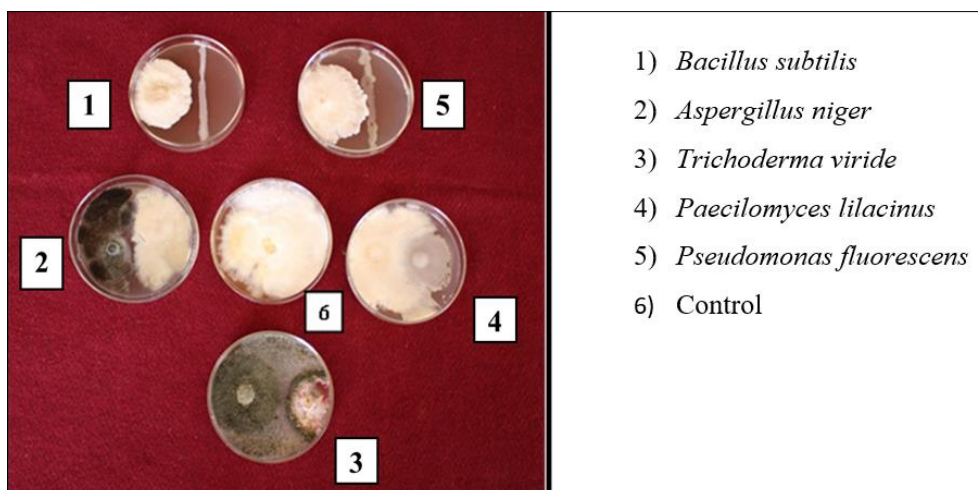 1
5
2
6
4
3
1) Bacillus subtilis
2) Aspergillus niger
3) Trichoderma viride
4) Paecilomyces lilacinus
5) Pseudomonas fluorescens
6) Control